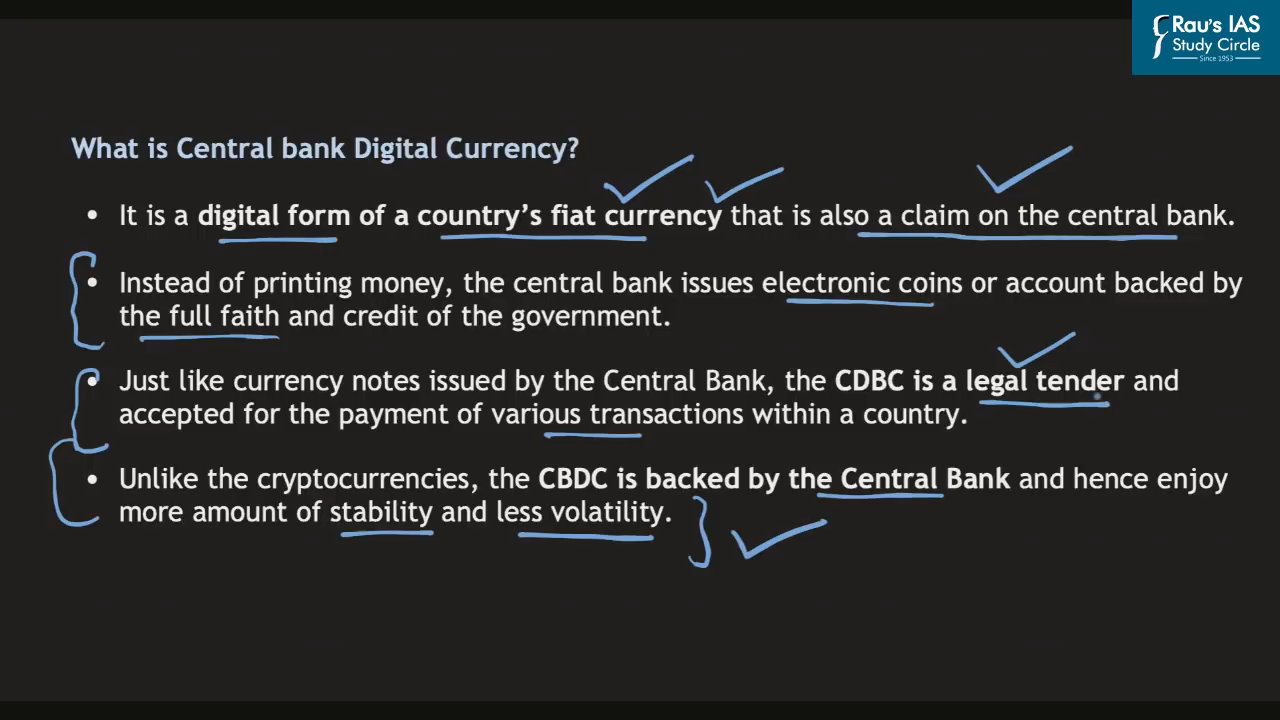 Rau's IAS
Study Circle
Since 1953
What is Central bank Digital Currency?
• It is a digital form of a country's fiat currency that is also a claim on the central bank.
• Instead of printing money, the central bank issues electronic coins or account backed by
the full faith and credit of the government.
• Just like currency notes issued by the Central Bank, the CDBC is a legal tender and
accepted for the payment of various transactions within a country.
• Unlike the cryptocurrencies, the CBDC is backed by the Central Bank and hence enjoy
more amount of stability and less volatility.